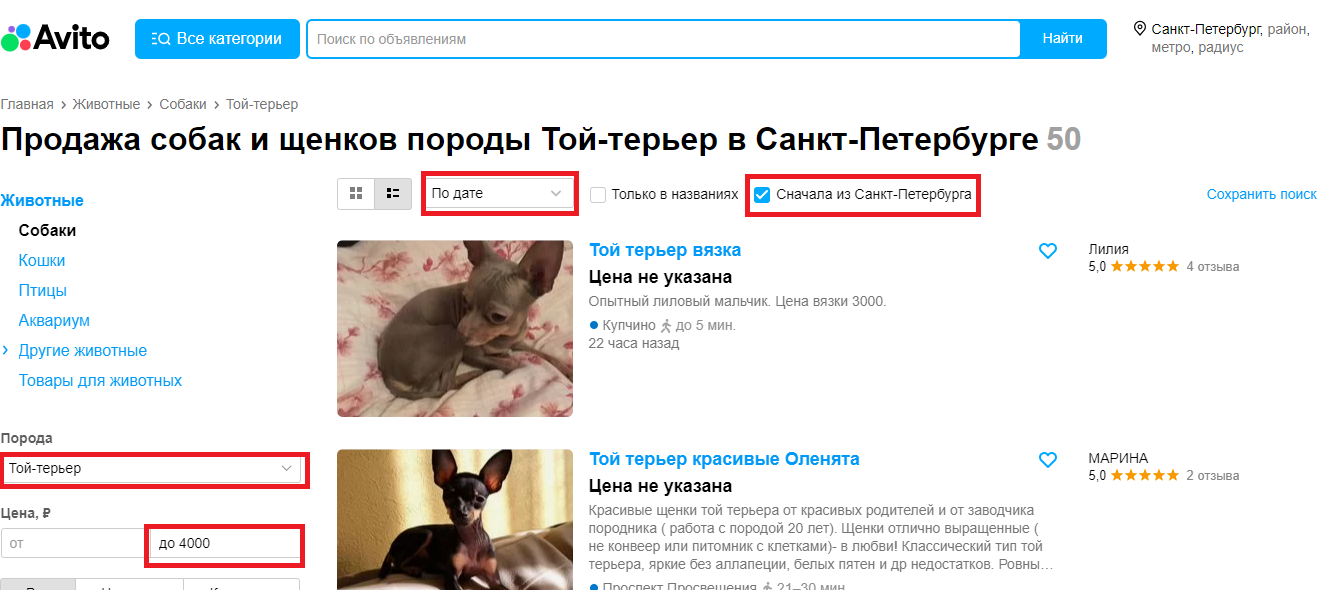 Avito
Все категории
Поиск по объявлениям
Найти
Санкт-Петербург, район,
метро, радиус
Главная › Животные › Собаки › Той-терьер
Продажа собак и щенков породы Той-терьер в Санкт-Петербурге 50
По дате
Только в названиях
Сначала из Санкт-Петербурга
Сохранить поиск
Животные
Собаки
Кошки
Птицы
Аквариум
Другие животные
Товары для животных
Порода
Той-терьер
Цена, ₽
от
до 4000
Той терьер вязка
Цена не указана
Опытный лиловый мальчик. Цена вязки 3000.
Купчино до 5 мин.
22 часа назад
Лилия
5,0 4 отзыва
Той терьер красивые Оленята
Цена не указана
Красивые щенки той терьера от красивых родителей и от заводчика
породника ( работа с породой 20 лет). Щенки отлично выращенные (
не конвеер или питомник с клетками)- в любви! Классический тип той
терьера, яркие без аллапеции, белых пятен и др недостатков. Ровны…
Проспект Просвещения 21–30 мин.
МАРИНА
5,0 2 отзыва